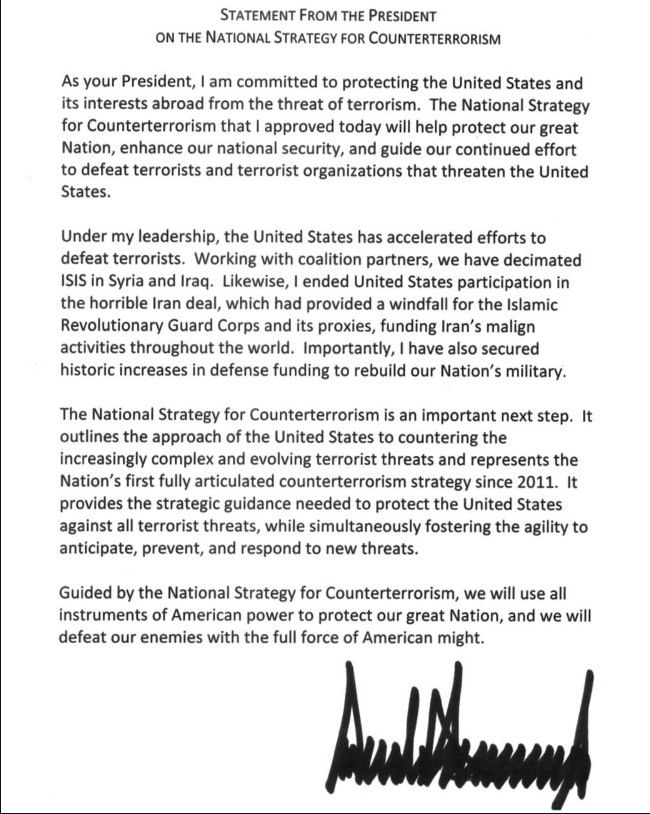 STATEMENT FROM THE PRESIDENT
ON THE NATIONAL STRATEGY FOR COUNTERTERRORISM
As your President, I am committed to protecting the United States and
its interests abroad from the threat of terrorism. The National Strategy
for Counterterrorism that I approved today will help protect our great
Nation, enhance our national security, and guide our continued effort
to defeat terrorists and terrorist organizations that threaten the United
States.
Under my leadership, the United States has accelerated efforts to
defeat terrorists. Working with coalition partners, we have decimated
ISIS in Syria and Iraq. Likewise, I ended United States participation in
the horrible Iran deal, which had provided a windfall for the Islamic
Revolutionary Guard Corps and its proxies, funding Iran's malign
activities throughout the world. Importantly, I have also secured
historic increases in defense funding to rebuild our Nation's military.
The National Strategy for Counterterrorism is an important next step. It
outlines the approach of the United States to countering the
increasingly complex and evolving terrorist threats and represents the
Nation's first fully articulated counterterrorism strategy since 2011. It
provides the strategic guidance needed to protect the United States
against all terrorist threats, while simultaneously fostering the agility to
anticipate, prevent, and respond to new threats.
Guided by the National Strategy for Counterterrorism, we will use all
instruments of American power to protect our great Nation, and we will
defeat our enemies with the full force of American might.